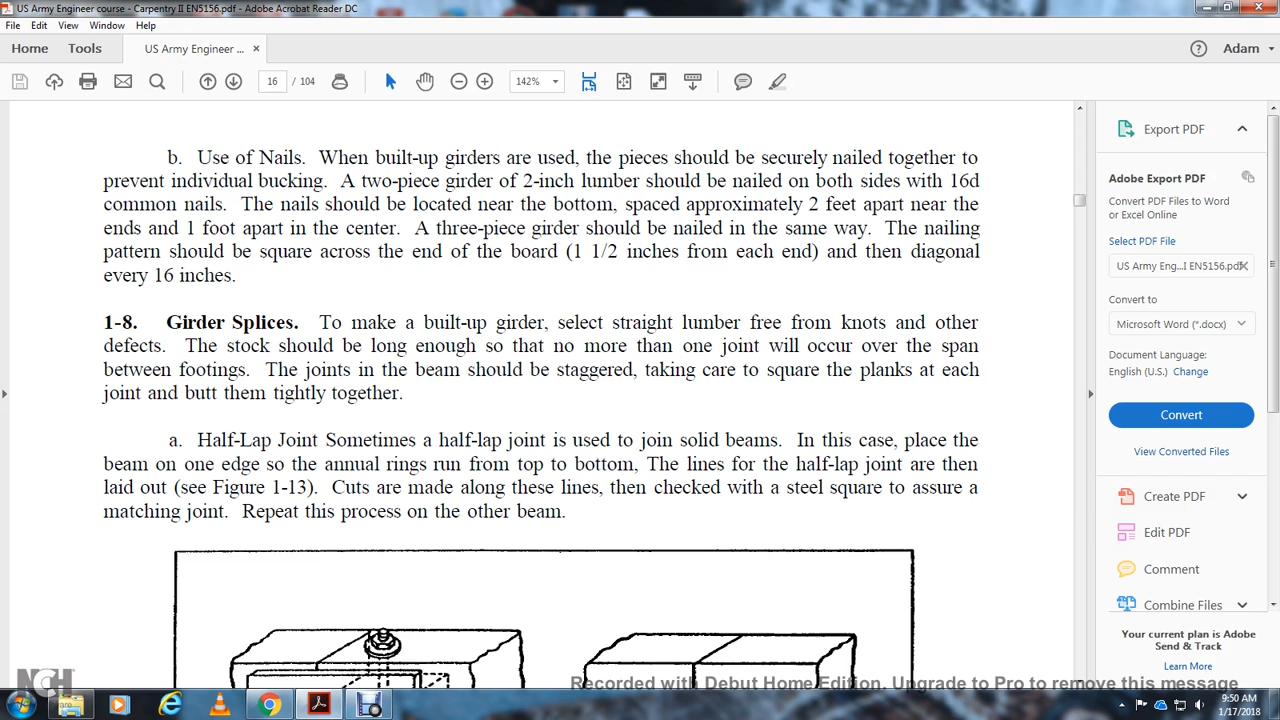 US Army Engineer course - Carpentry II EN5156.pdf - Adobe Acrobat Reader DC
File Edit View Window Help
Home Tools US Army Engineer ... × Adam
16 / 104 142%
b. Use of Nails. When built-up girders are used, the pieces should be securely nailed together to
prevent individual bucking. A two-piece girder of 2-inch lumber should be nailed on both sides with 16d
common nails. The nails should be located near the bottom, spaced approximately 2 feet apart near the
ends and 1 foot apart in the center. A three-piece girder should be nailed in the same way. The nailing
pattern should be square across the end of the board (1 1/2 inches from each end) and then diagonal
every 16 inches.
1-8. Girder Splices. To make a built-up girder, select straight lumber free from knots and other
defects. The stock should be long enough so that no more than one joint will occur over the span
between footings. The joints in the beam should be staggered, taking care to square the planks at each
joint and butt them tightly together.
a. Half-Lap Joint Sometimes a half-lap joint is used to join solid beams. In this case, place the
beam on one edge so the annual rings run from top to bottom, The lines for the half-lap joint are then
laid out (see Figure 1-13). Cuts are made along these lines, then checked with a steel square to assure a
matching joint. Repeat this process on the other beam.
Export PDF
Adobe Export PDF
Convert PDF Files to Word
or Excel Online
Select PDF File
US Army Eng...I EN5156.pdf
Convert to
Microsoft Word (*.docx)
Document Language:
English (U.S.) Change
Convert
View Converted Files
Create PDF
Edit PDF
Comment
Combine Files
Your current plan is Adobe
Send & Track
Learn More
NCH
Recorded with Debut Home Edition. Upgrade to Pro to remove this message
9:50 AM
1/17/2018